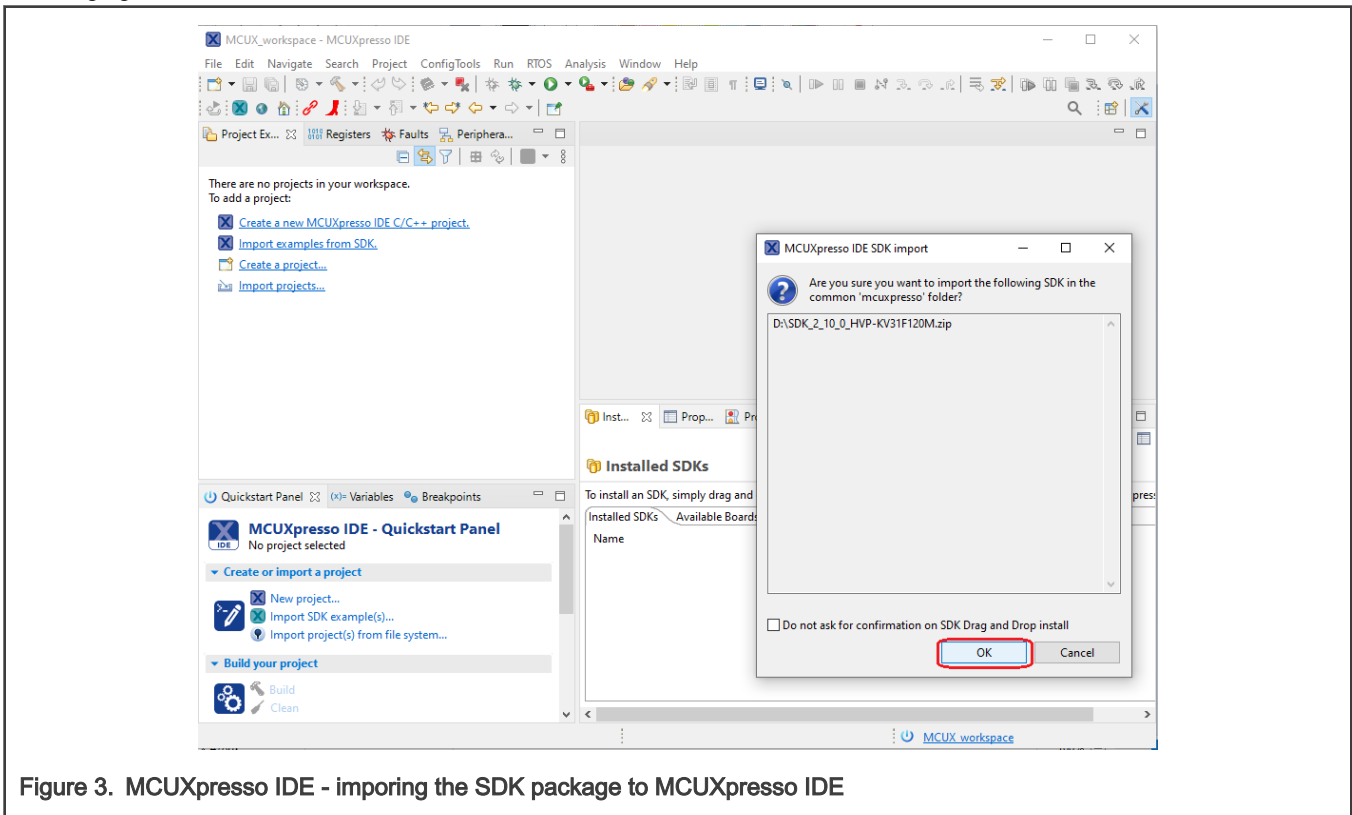 MCUX_workspace - MCUXpresso IDE
File Edit Navigate Search Project ConfigTools Run RTOS Analysis Window Help
Project Ex... Registers Faults Periphera...
There are no projects in your workspace.
To add a project:
Create a new MCUXpresso IDE C/C++ project.
Import examples from SDK.
Create a project...
Import projects...
MCUXpresso IDE SDK import
Are you sure you want to import the following SDK in the
common 'mcuxpresso' folder?
D:\SDK_2_10_0_HVP-KV31F120M.zip
Do not ask for confirmation on SDK Drag and Drop install
OK Cancel
Inst... Prop... Pr
Installed SDKs
To install an SDK, simply drag and
pres
Installed SDKs Available Boards
Name
Quickstart Panel (x)= Variables Breakpoints
IDE
MCUXpresso IDE - Quickstart Panel
No project selected
Create or import a project
New project...
Import SDK example(s)...
Import project(s) from file system...
Build your project
Build
Clean
MCUX_workspace
Figure 3. MCUXpresso IDE - imporing the SDK package to MCUXpresso IDE